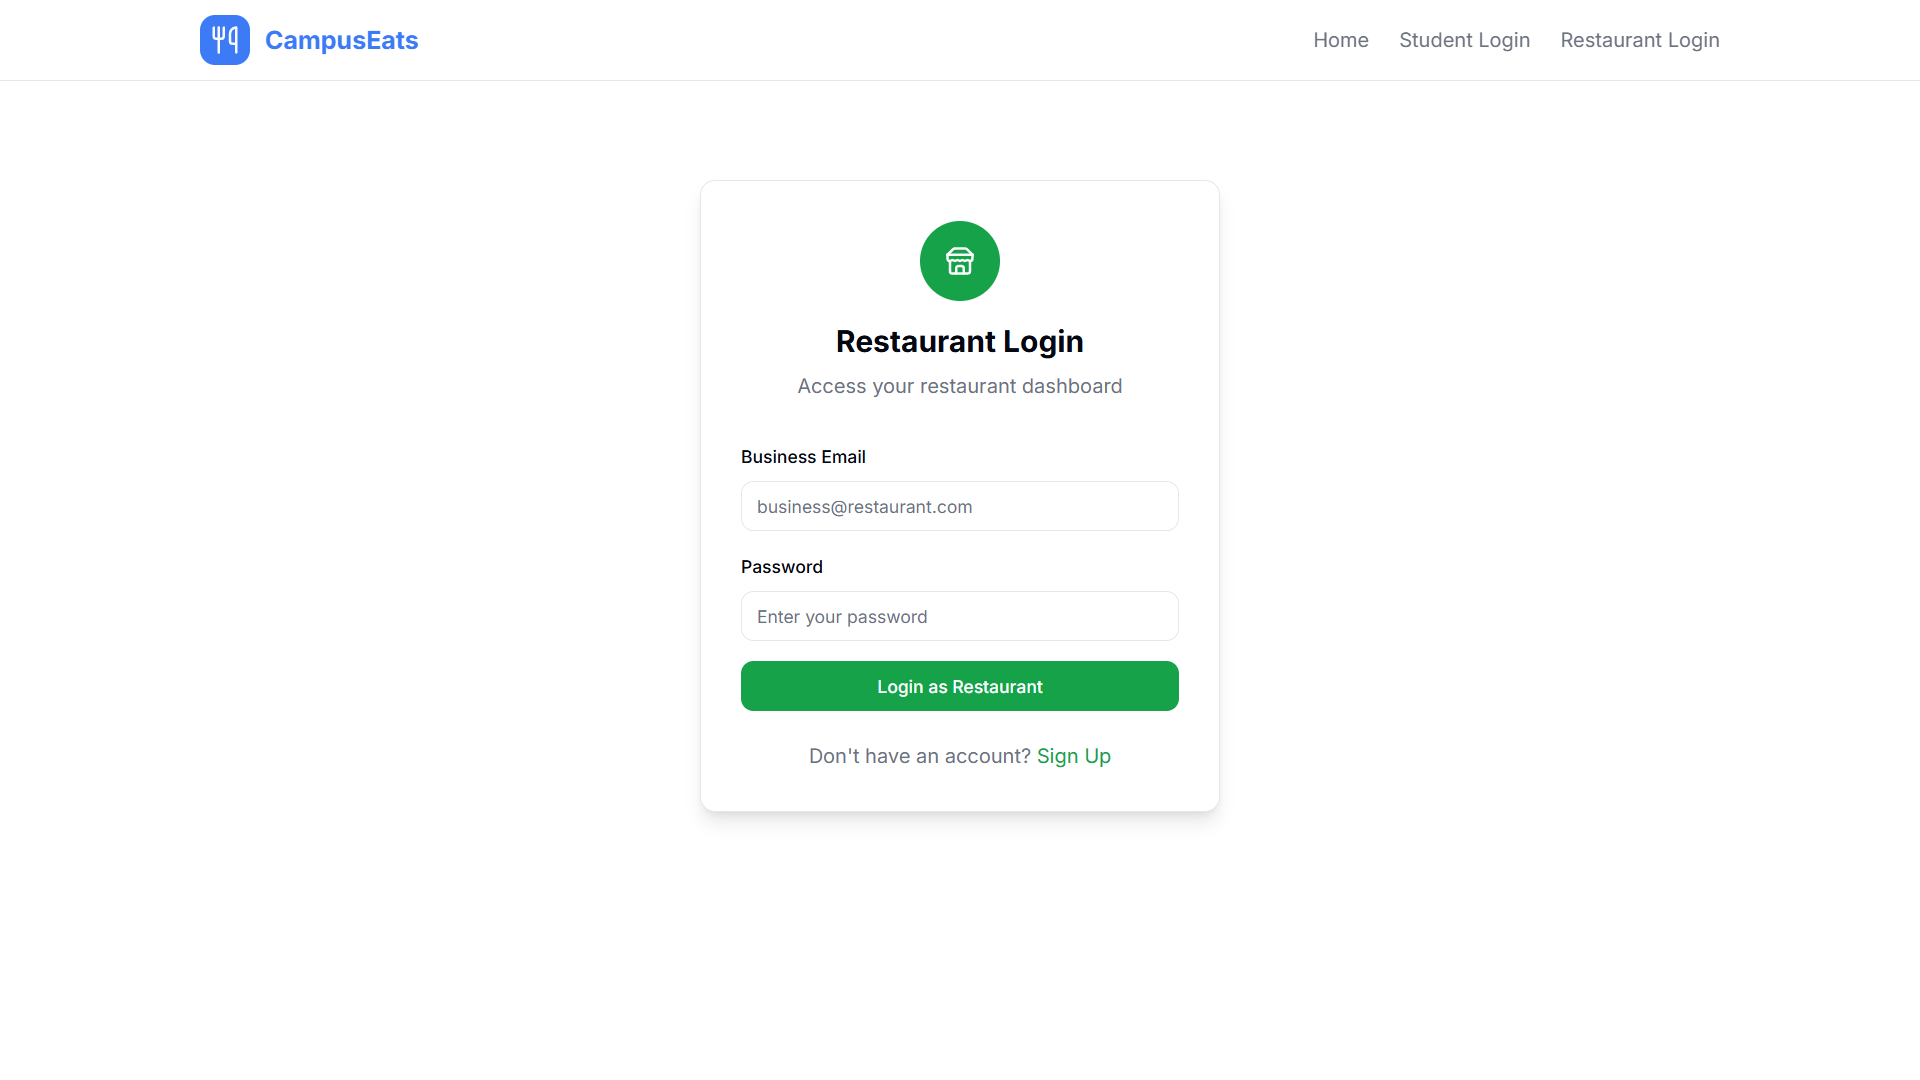 CampusEats
Home
Student Login
Restaurant Login
Restaurant Login
Access your restaurant dashboard
Business Email
business@restaurant.com
Password
Enter your password
Login as Restaurant
Don't have an account? Sign Up